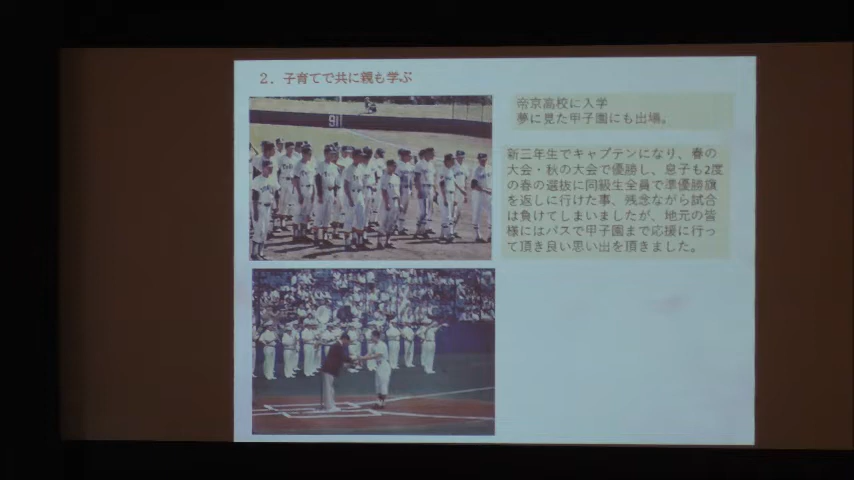 2．子育てで共に親も学ぶ
帝京高校に入学
夢に見た甲子園にも出場。
新三年生でキャプテンになり、春の
大会・秋の大会で優勝し、息子も2度
の春の選抜に同級生全員で準優勝旗
を返しに行けた事、残念ながら試合
は負けてしまいましたが、地元の皆
様にはバスで甲子園まで応援に行っ
て頂き良い思い出を頂きました。
91